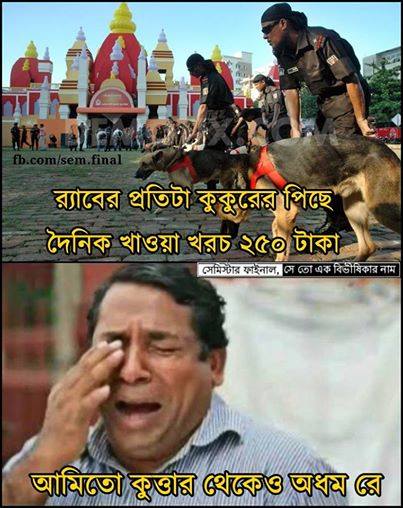 fb.com/sem.final
র‍্যাবের প্রতিটা কুকুরের পিছে
দৈনিক খাওয়া খরচ ২৫০ টাকা
সেমিস্টার ফাইনাল, সে তো এক বিভীষিকার নাম
আমিতো কুত্তার থেকেও অধম রে